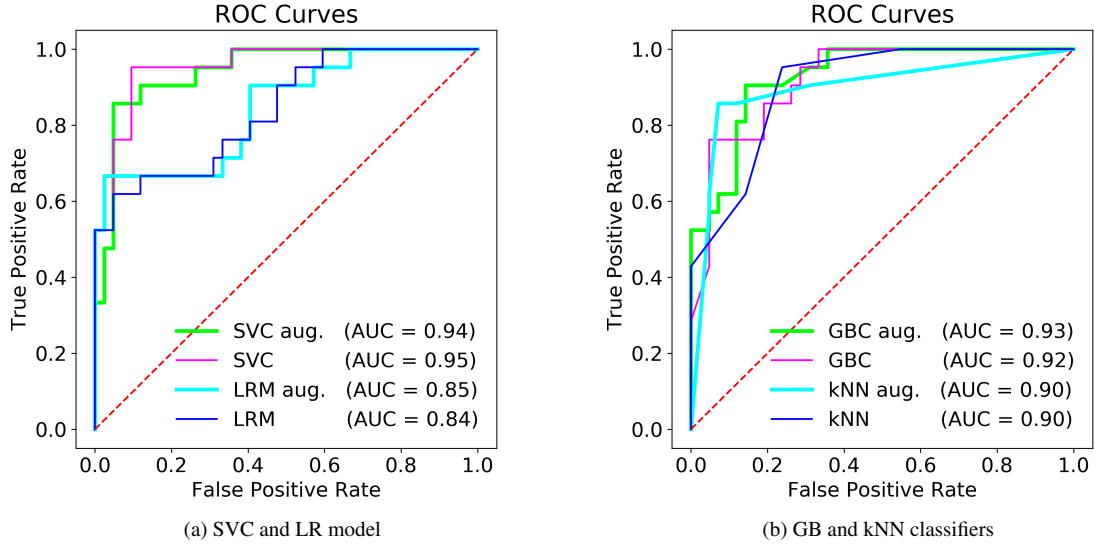 ROC Curves
1.0
0.8
0.6
0.4
0.2
0.0
True Positive Rate
SVC aug. (AUC = 0.94)
SVC (AUC = 0.95)
LRM aug. (AUC = 0.85)
LRM (AUC = 0.84)
0.0 0.2 0.4 0.6 0.8 1.0
False Positive Rate
(a) SVC and LR model
ROC Curves
1.0
0.8
0.6
0.4
0.2
0.0
True Positive Rate
GBC aug. (AUC = 0.93)
GBC (AUC = 0.92)
kNN aug. (AUC = 0.90)
kNN (AUC = 0.90)
0.0 0.2 0.4 0.6 0.8 1.0
False Positive Rate
(b) GB and kNN classifiers